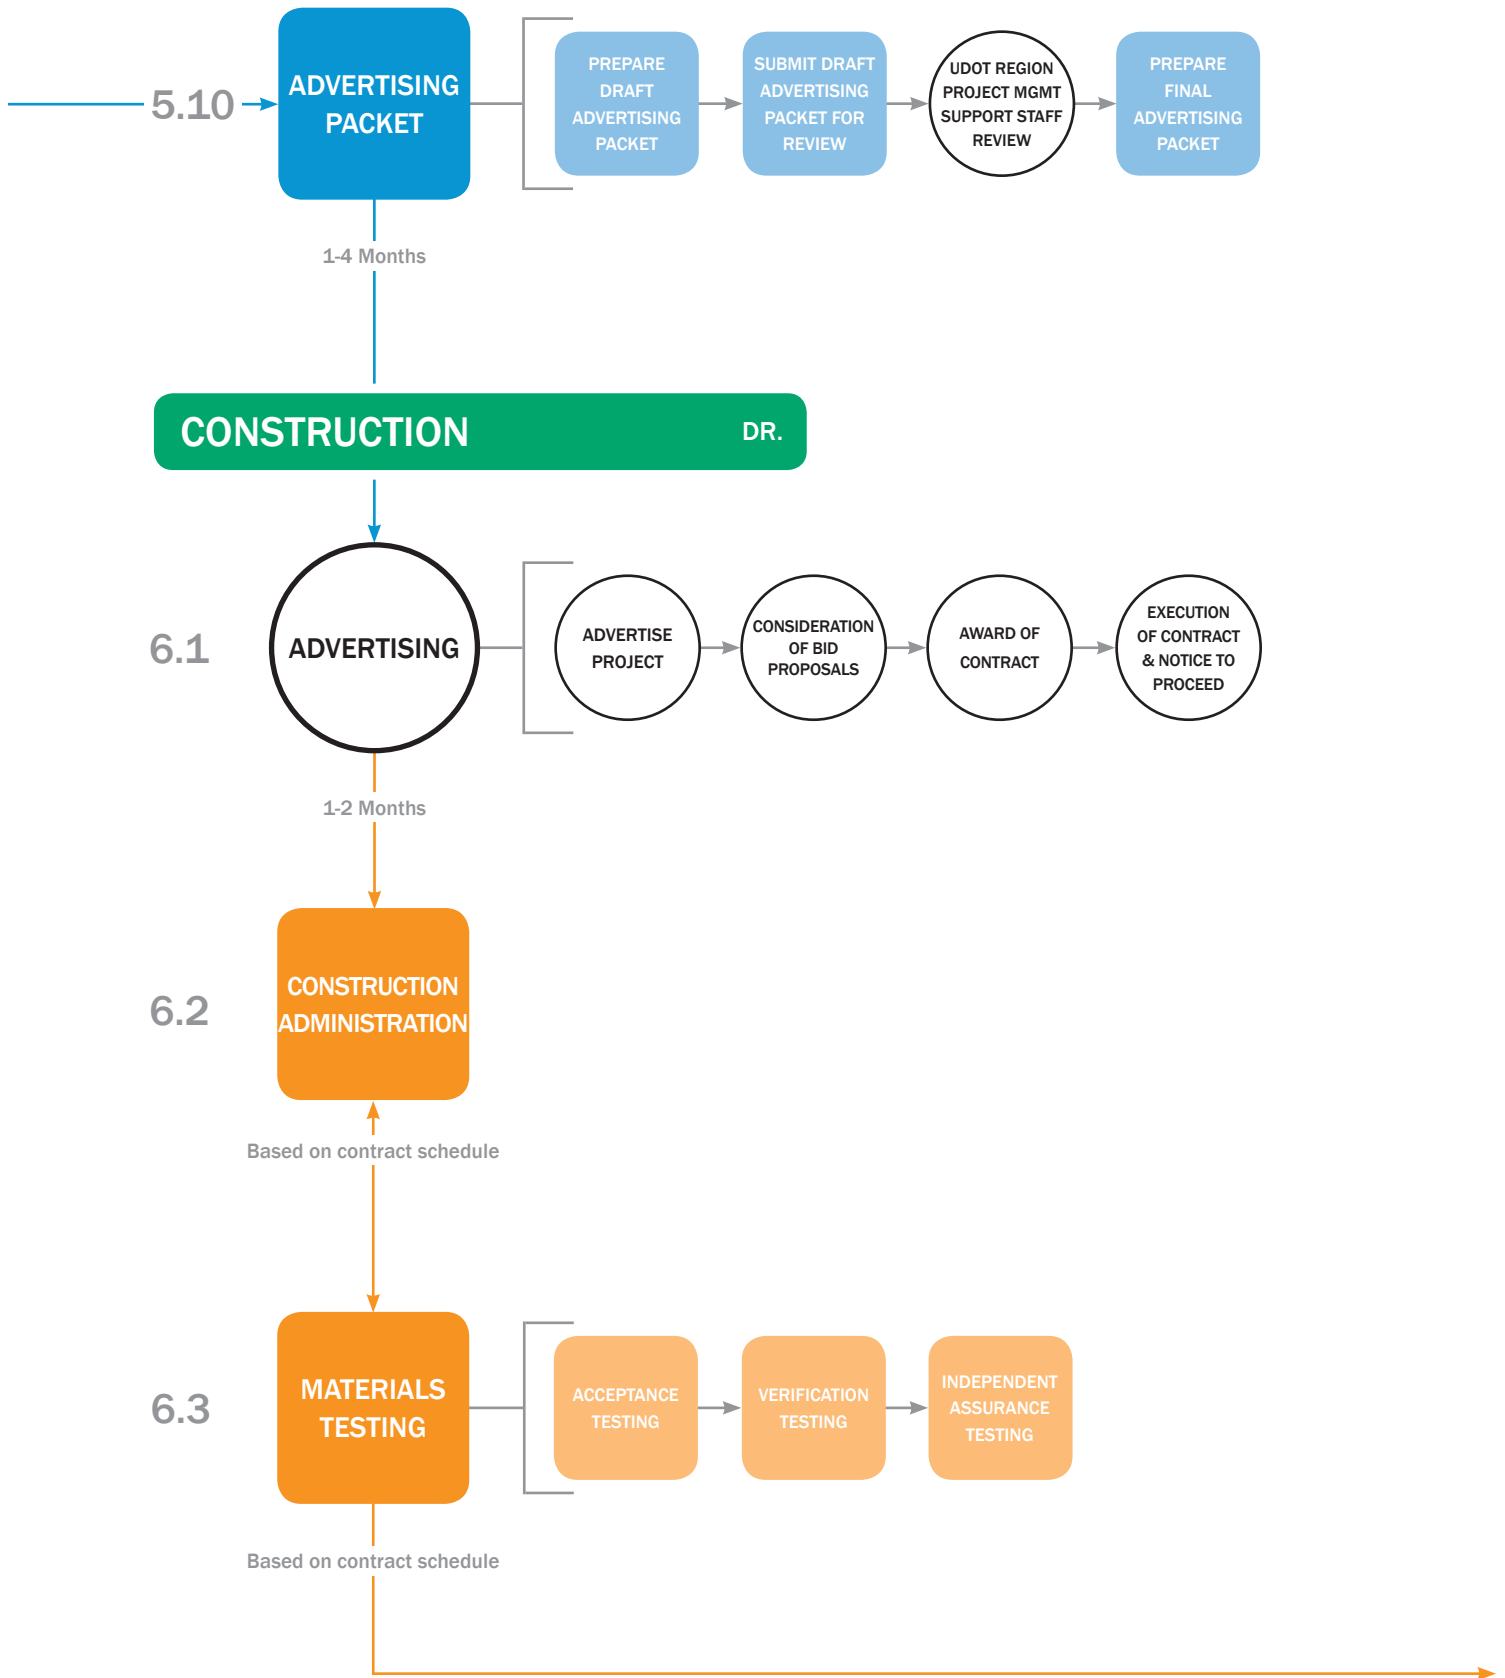 5.10
ADVERTISING
PACKET
PREPARE
DRAFT
ADVERTISING
PACKET
SUBMIT DRAFT
ADVERTISING
PACKET FOR
REVIEW
UDOT REGION
PROJECT MGMT
SUPPORT STAFF
REVIEW
PREPARE
FINAL
ADVERTISING
PACKET
1-4 Months
CONSTRUCTION
DR.
6.1
ADVERTISING
ADVERTISE
PROJECT
CONSIDERATION
OF BID
PROPOSALS
AWARD OF
CONTRACT
EXECUTION
OF CONTRACT
& NOTICE TO
PROCEED
1-2 Months
6.2
CONSTRUCTION
ADMINISTRATION
Based on contract schedule
6.3
MATERIALS
TESTING
ACCEPTANCE
TESTING
VERIFICATION
TESTING
INDEPENDENT
ASSURANCE
TESTING
Based on contract schedule